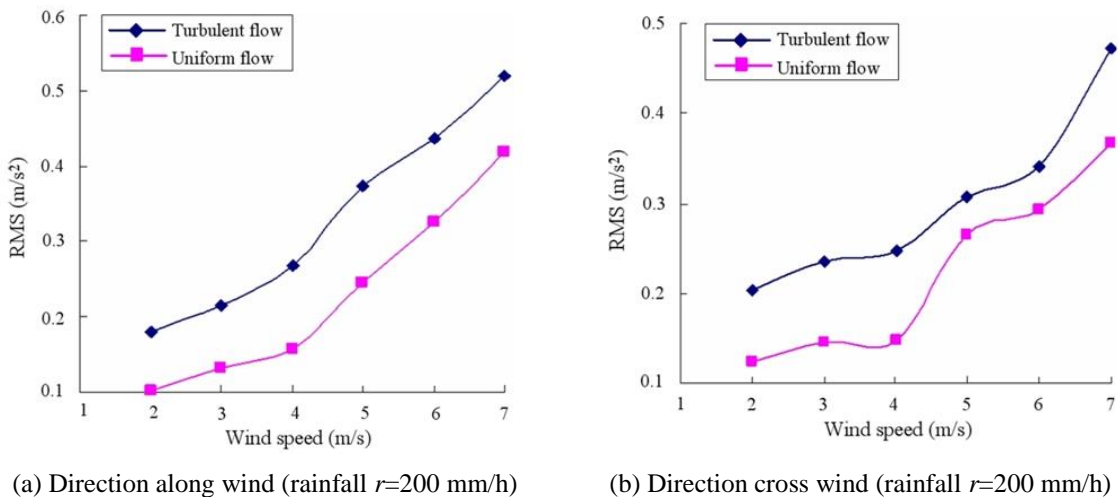 0.6
0.5
0.4
0.3
0.2
0.1
RMS (m/s²)
Turbulent flow
Uniform flow
1 2 3 4 5 6 7
Wind speed (m/s)
(a) Direction along wind (rainfall r=200 mm/h)
0.5
0.4
0.3
0.2
0.1
RMS (m/s²)
Turbulent flow
Uniform flow
1 2 3 4 5 6 7
Wind speed (m/s)
(b) Direction cross wind (rainfall r=200 mm/h)